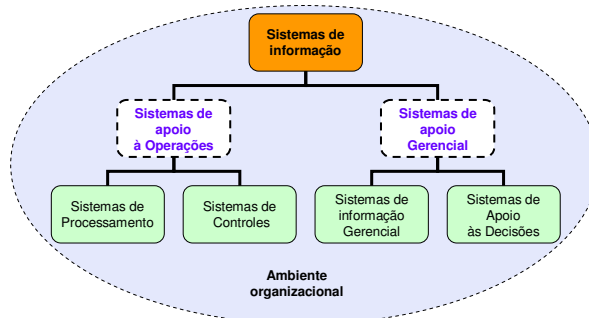 Sistemas de
informação
Sistemas de
apoio
à Operações
Sistemas de
apoio
Gerencial
Sistemas de
Processamento
Sistemas de
Controles
Sistemas de
informação
Gerencial
Sistemas de
Apoio
às Decisões
Ambiente
organizacional